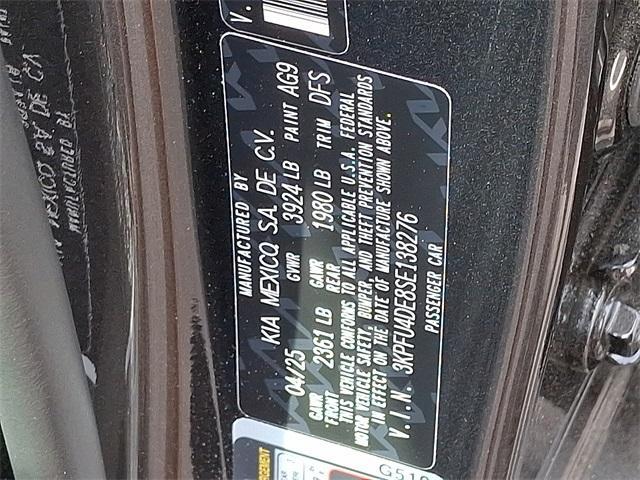 MANUFACTURED BY
KIA MEXICO S.A. DE C.V.
04/25 GVWR 3924 LB PAINT AG9
GAWR FRONT 2361 LB GAWR REAR 1980 LB TRIM DFS
THIS VEHICLE CONFORMS TO ALL APPLICABLE U.S.A. FEDERAL
MOTOR VEHICLE SAFETY, BUMPER, AND THEFT PREVENTION STANDARDS
IN EFFECT ON THE DATE OF MANUFACTURE SHOWN ABOVE.
V.I.N. 3KPFU4DE8SE138276
PASSENGER CAR
V.